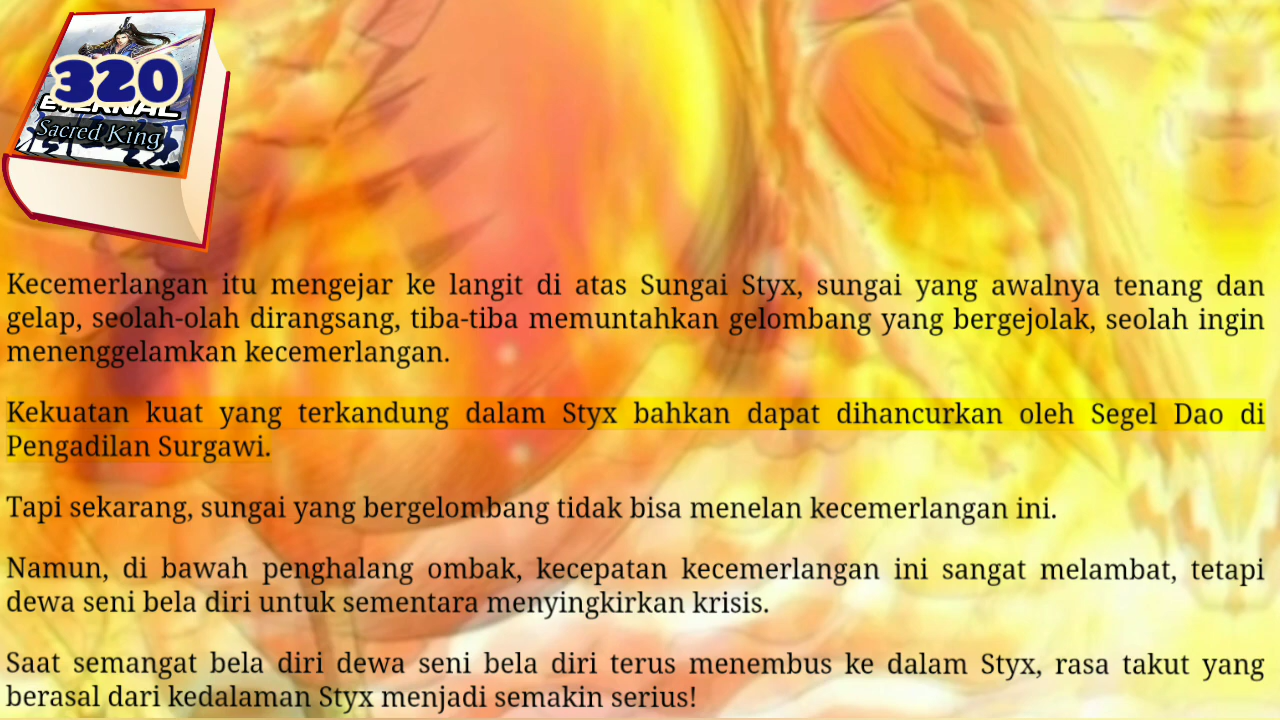 320
ETERNAL
Sacred King
Kecemerlangan itu mengejar ke langit di atas Sungai Styx, sungai yang awalnya tenang dan
gelap, seolah-olah dirangsang, tiba-tiba memuntahkan gelombang yang bergejolak, seolah ingin
menenggelamkan kecemerlangan.
Kekuatan kuat yang terkandung dalam Styx bahkan dapat dihancurkan oleh Segel Dao di
Pengadilan Surgawi.
Tapi sekarang, sungai yang bergelombang tidak bisa menelan kecemerlangan ini.
Namun, di bawah penghalang ombak, kecepatan kecemerlangan ini sangat melambat, tetapi
dewa seni bela diri untuk sementara menyingkirkan krisis.
Saat semangat bela diri dewa seni bela diri terus menembus ke dalam Styx, rasa takut yang
berasal dari kedalaman Styx menjadi semakin serius!